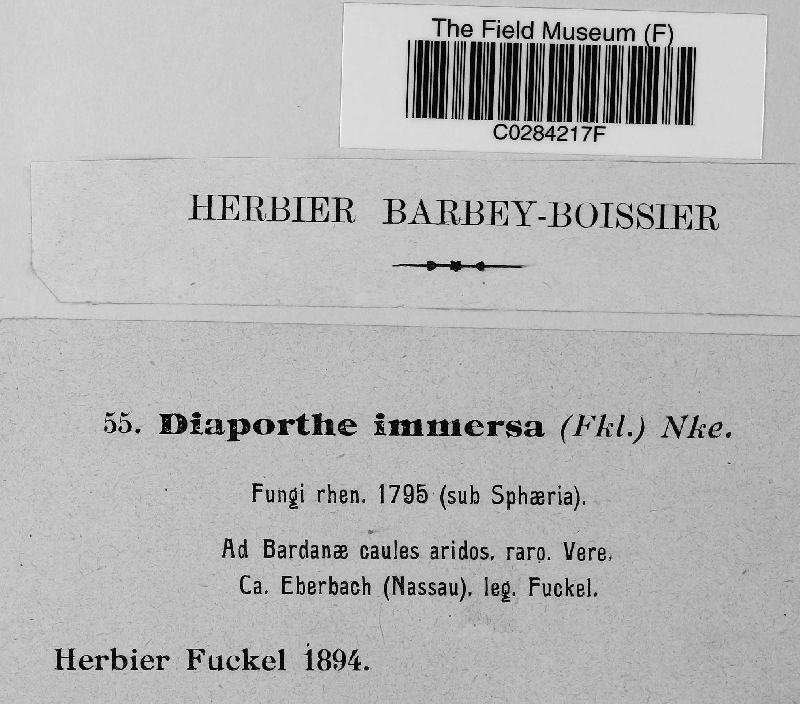 The Field Museum (F)
C0284217F
HERBIER BARBEY-BOISSIER
55. Diaporthe immersa (Fkl.) Nke.
Fungi rhen. 1795 (sub Sphæria).
Ad Bardanæ caules aridos, raro. Vere.
Ca. Eberbach (Nassau), leg. Fuckel.
Herbier Fuckel 1894.